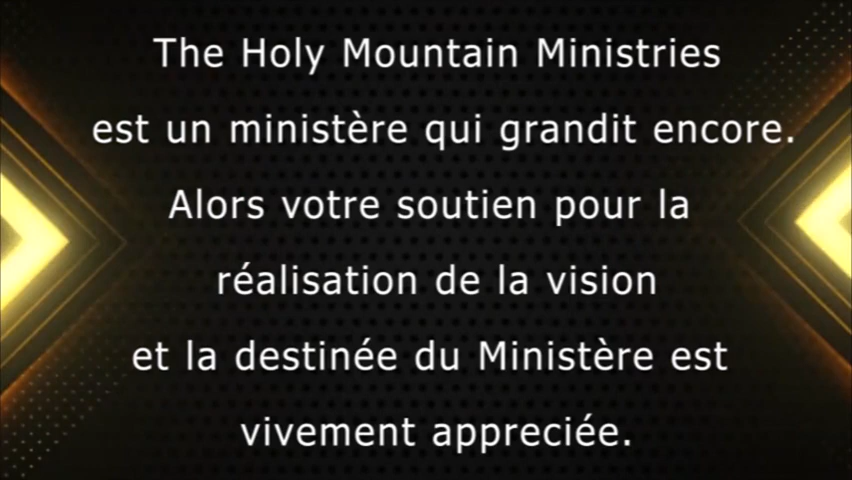 The Holy Mountain Ministries
est un ministère qui grandit encore.
Alors votre soutien pour la
réalisation de la vision
et la destinée du Ministère est
vivement appreciée.